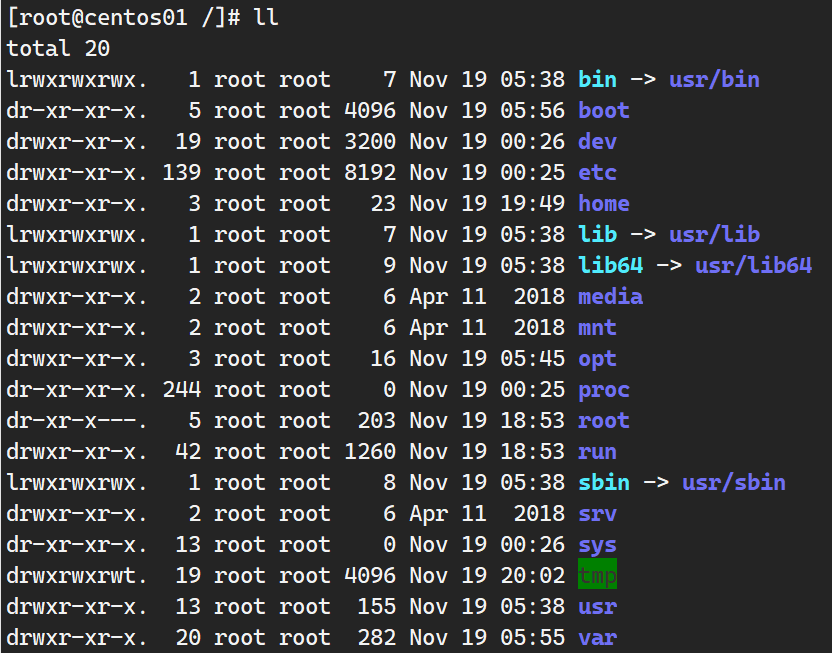 [root@centos01 /]# ll
total 20
lrwxrwxrwx.   1 root root    7 Nov 19 05:38 bin -> usr/bin
dr-xr-xr-x.   5 root root 4096 Nov 19 05:56 boot
drwxr-xr-x.  19 root root 3200 Nov 19 00:26 dev
drwxr-xr-x. 139 root root 8192 Nov 19 00:25 etc
drwxr-xr-x.   3 root root   23 Nov 19 19:49 home
lrwxrwxrwx.   1 root root    7 Nov 19 05:38 lib -> usr/lib
lrwxrwxrwx.   1 root root    9 Nov 19 05:38 lib64 -> usr/lib64
drwxr-xr-x.   2 root root    6 Apr 11  2018 media
drwxr-xr-x.   2 root root    6 Apr 11  2018 mnt
drwxr-xr-x.   3 root root   16 Nov 19 05:45 opt
dr-xr-xr-x. 244 root root    0 Nov 19 00:25 proc
dr-xr-x---.   5 root root  203 Nov 19 18:53 root
drwxr-xr-x.  42 root root 1260 Nov 19 18:53 run
lrwxrwxrwx.   1 root root    8 Nov 19 05:38 sbin -> usr/sbin
drwxr-xr-x.   2 root root    6 Apr 11  2018 srv
dr-xr-xr-x.  13 root root    0 Nov 19 00:26 sys
drwxrwxrwt.  19 root root 4096 Nov 19 20:02 tmp
drwxr-xr-x.  13 root root  155 Nov 19 05:38 usr
drwxr-xr-x.  20 root root  282 Nov 19 05:55 var